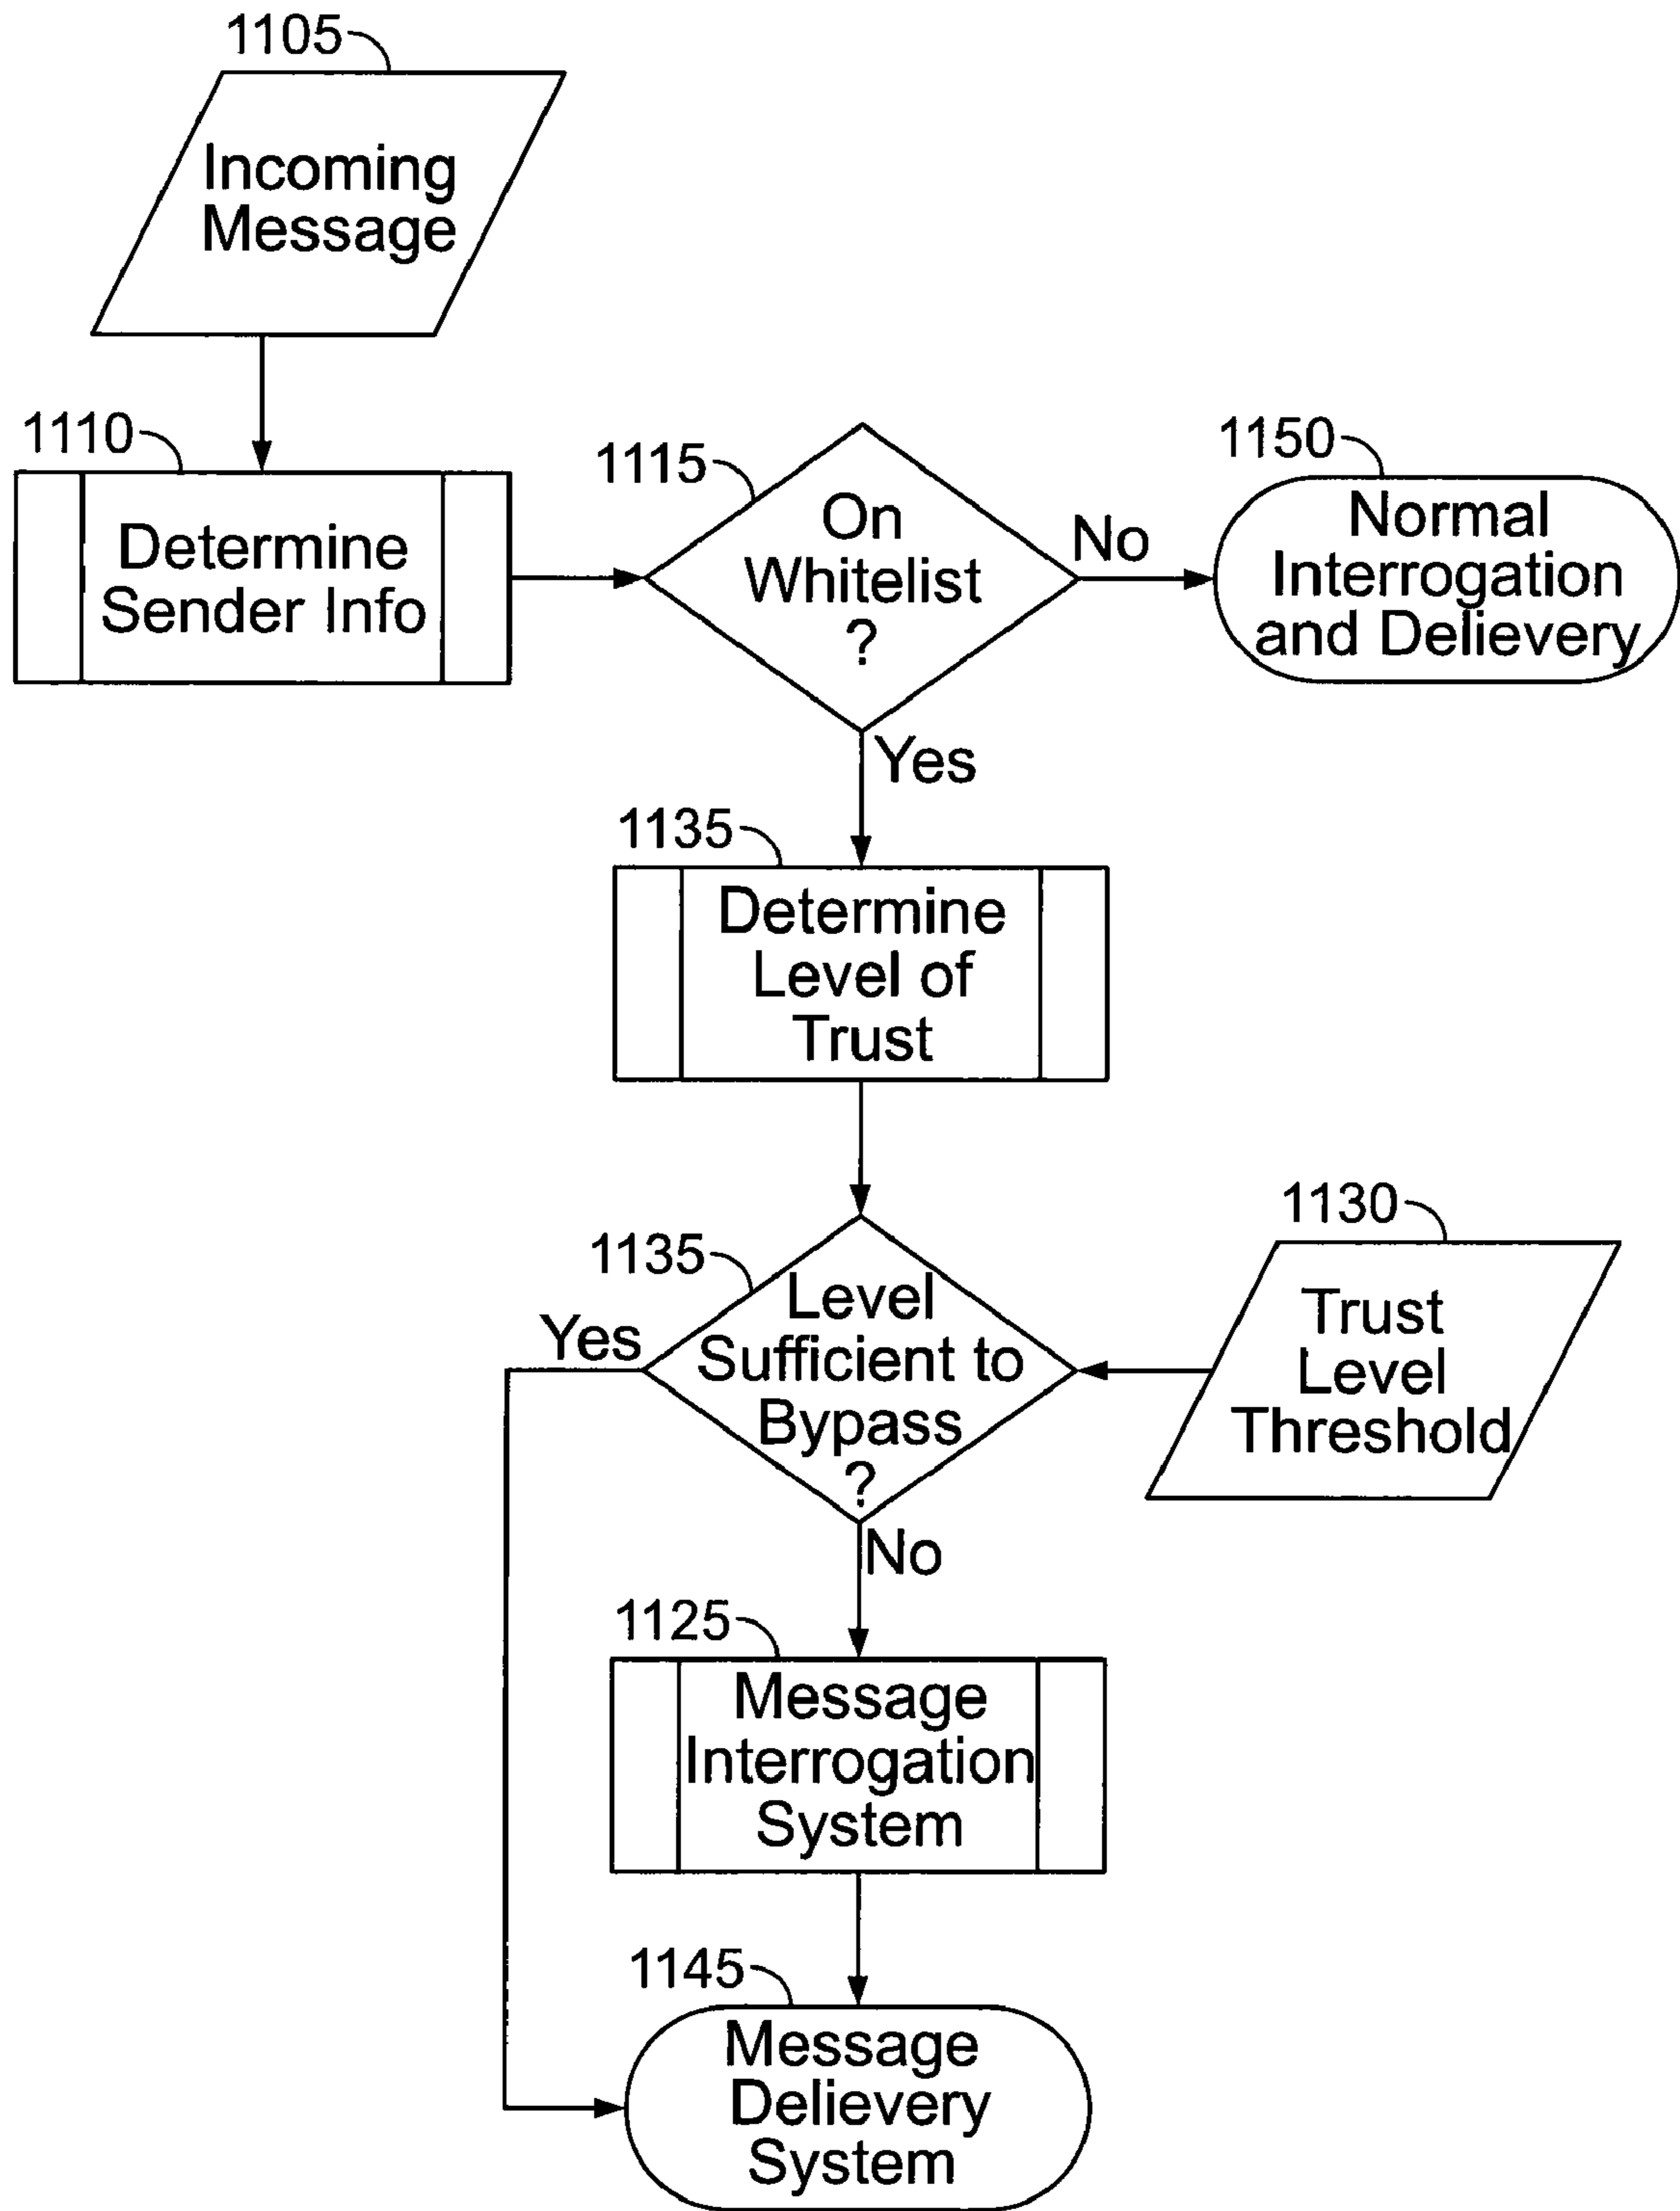 1105
Incoming
Message
1110
Determine
Sender Info
1115
On
Whitelist
?
No
1150
Normal
Interrogation
and Delievery
Yes
1135
Determine
Level of
Trust
1135
Level
Sufficient to
Bypass
?
Yes
1130
Trust
Level
Threshold
No
1125
Message
Interrogation
System
1145
Message
Delievery
System